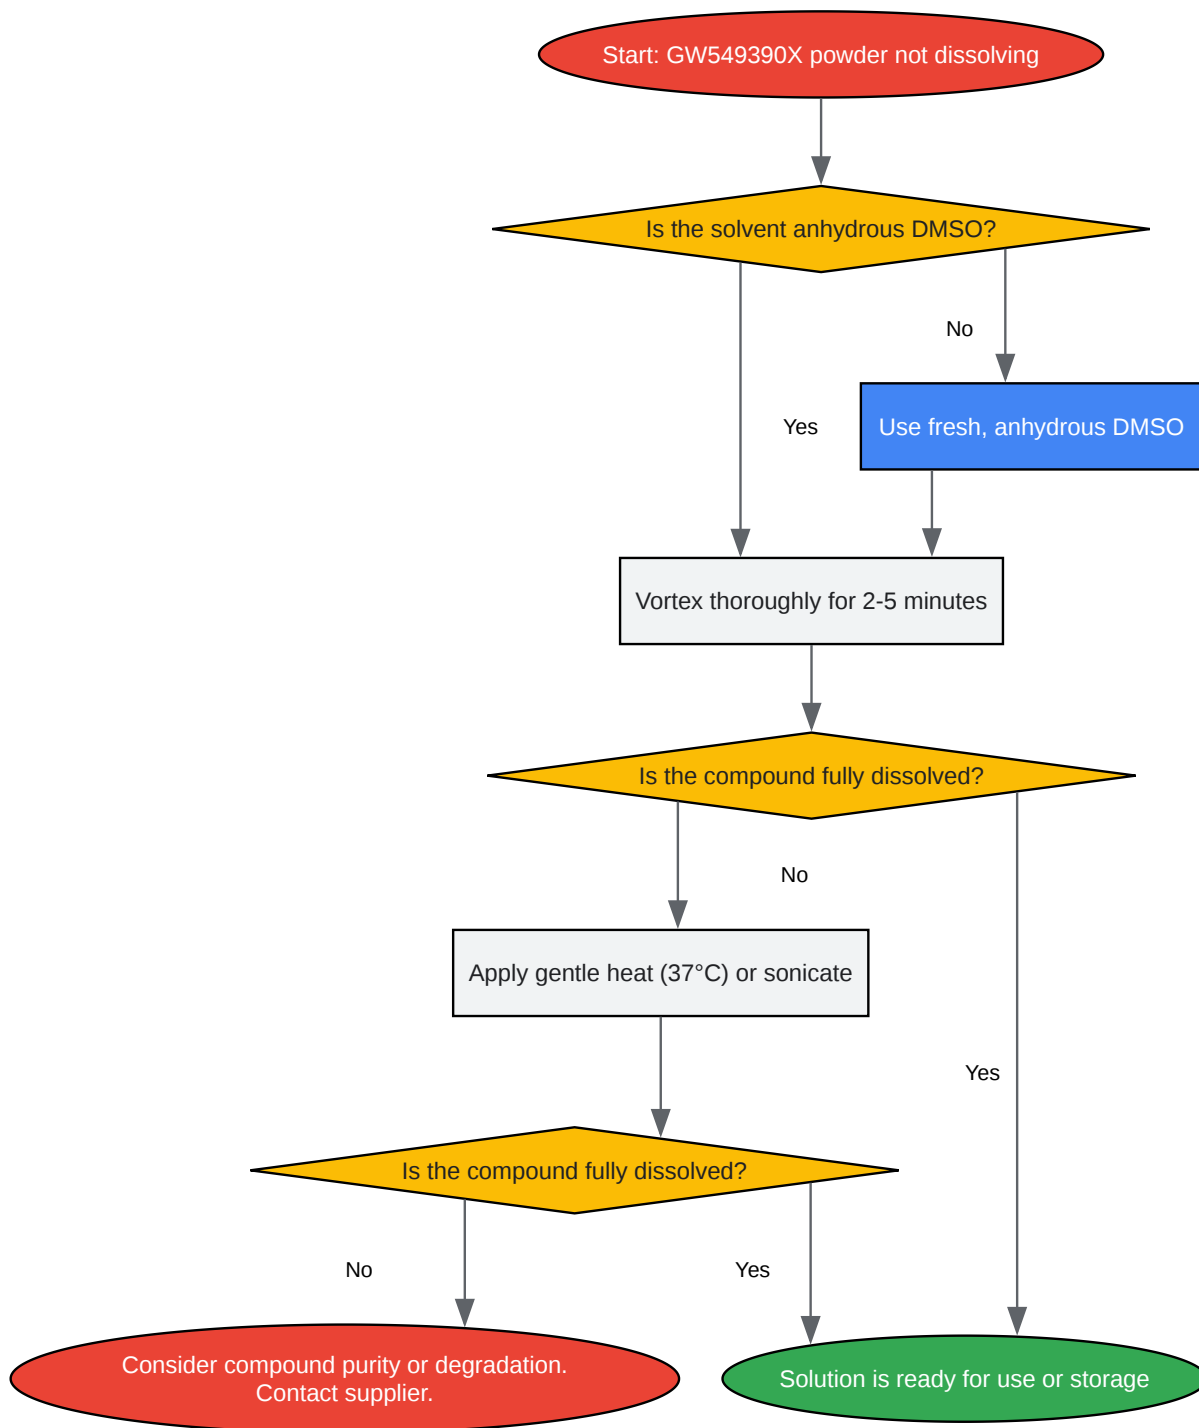 Start: GW549390X powder not dissolving
Is the solvent anhydrous DMSO?
No
Yes
Use fresh, anhydrous DMSO
Vortex thoroughly for 2-5 minutes
Is the compound fully dissolved?
No
Apply gentle heat (37°C) or sonicate
Yes
Is the compound fully dissolved?
No
Yes
Consider compound purity or degradation.
Contact supplier.
Solution is ready for use or storage